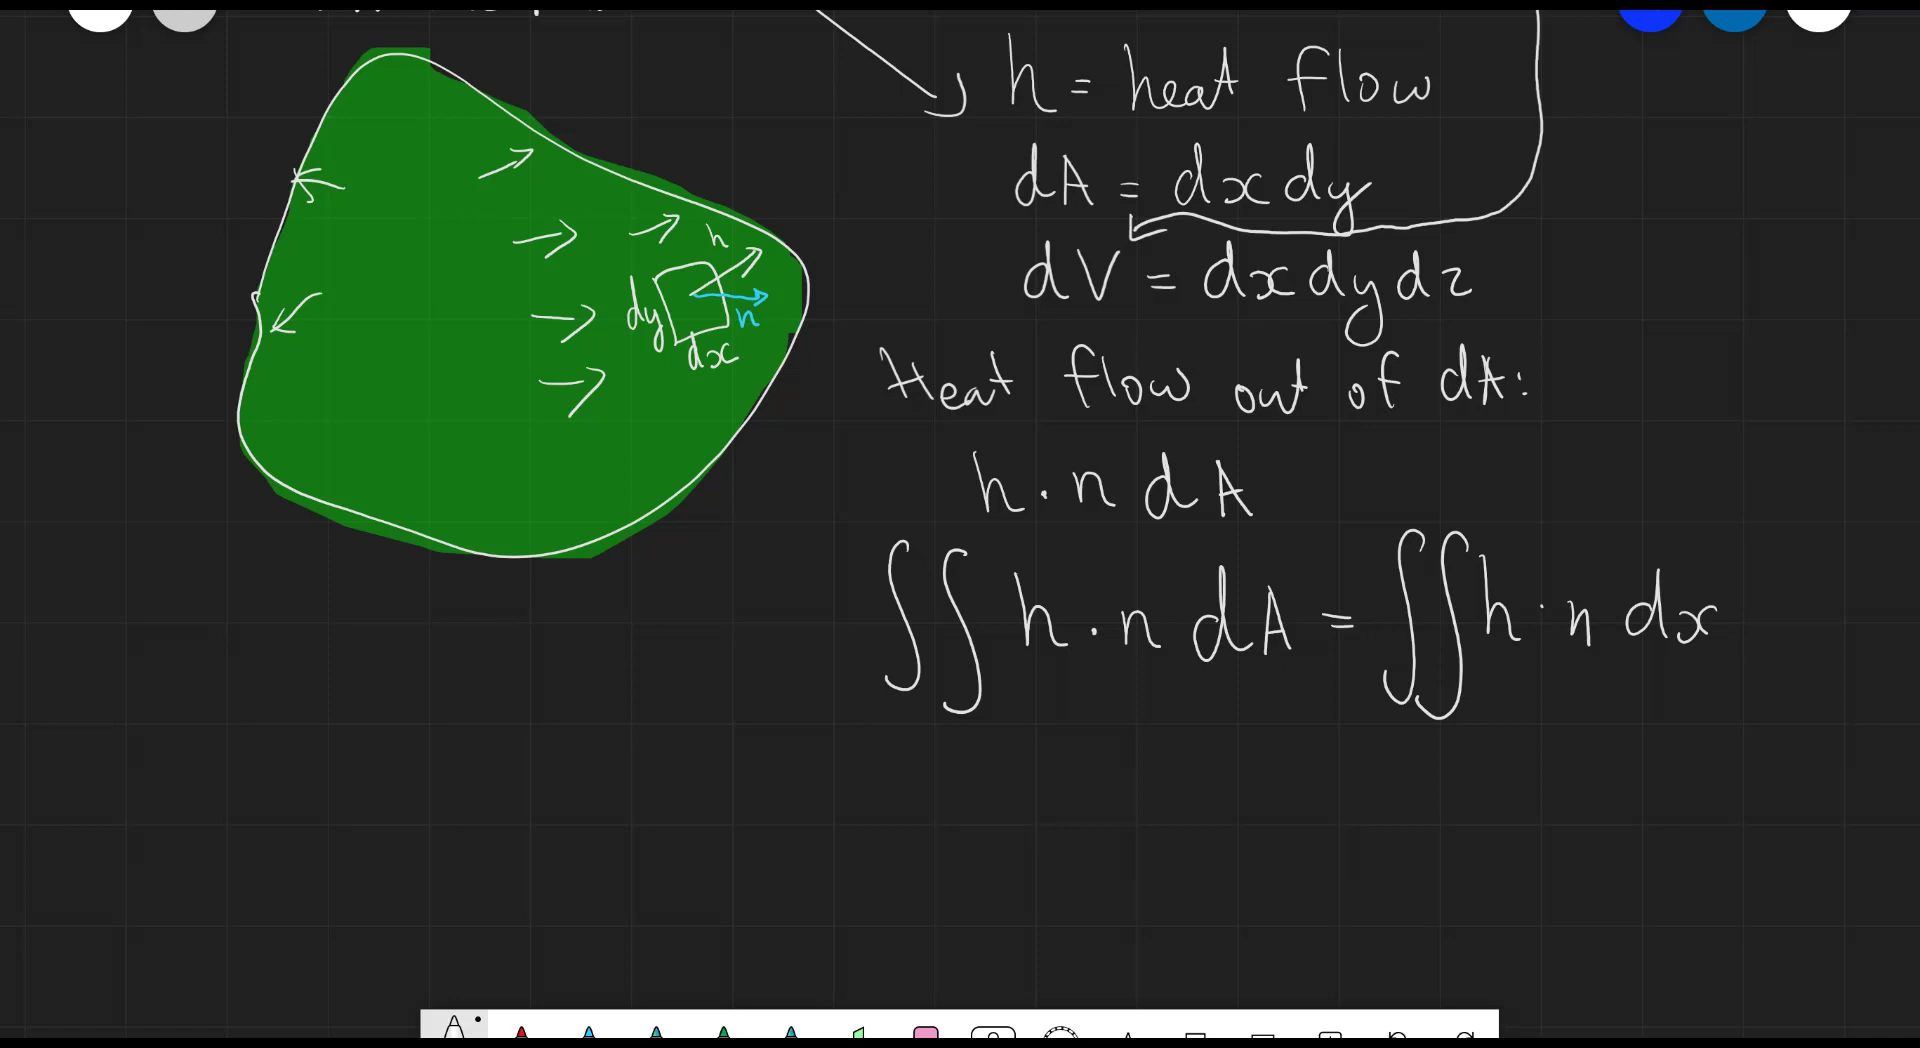 h = heat flow
dA = dx dy
dV = dx dy dz
h
dy
n
dx
Heat flow out of dA:
h · n dA
∫∫ h · n dA = ∫∫ h · n dx